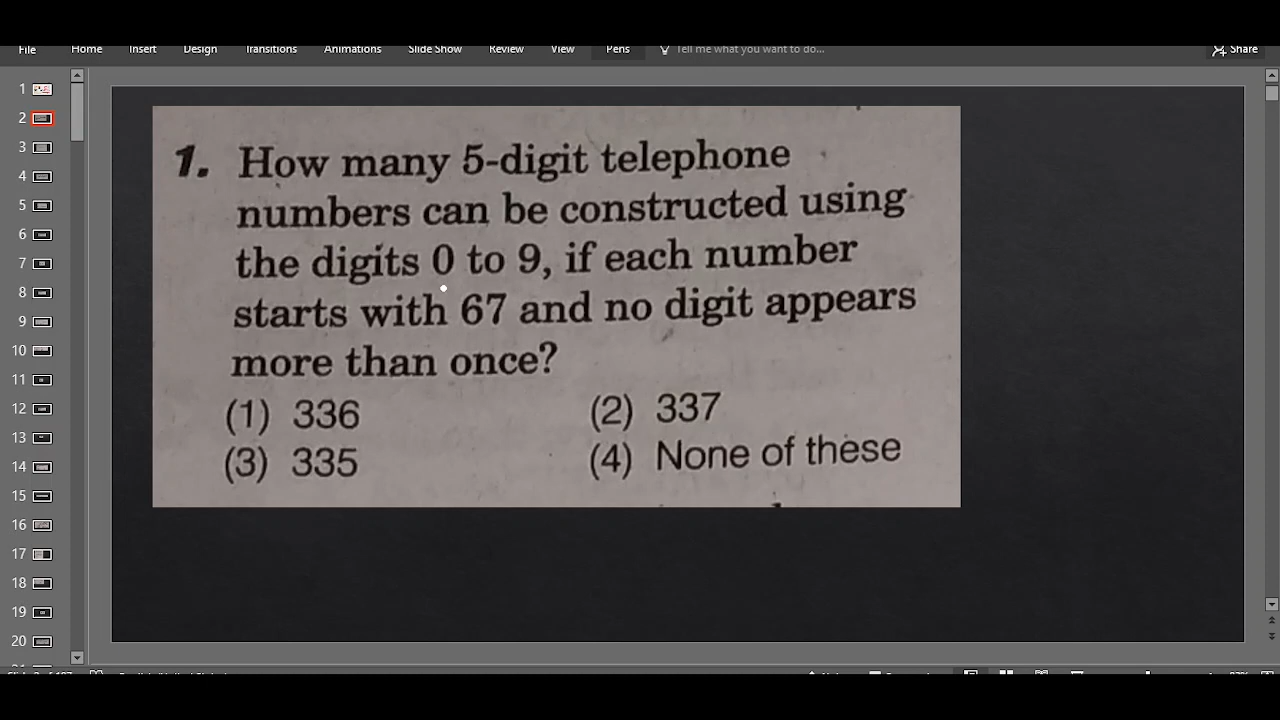 File Home Insert Design Transitions Animations Slide Show Review View Pens Tell me what you want to do... Share
1
2
3
4
5
6
7
8
9
10
11
12
13
14
15
16
17
18
19
20
1. How many 5-digit telephone
numbers can be constructed using
the digits 0 to 9, if each number
starts with 67 and no digit appears
more than once?
(1) 336 (2) 337
(3) 335 (4) None of these